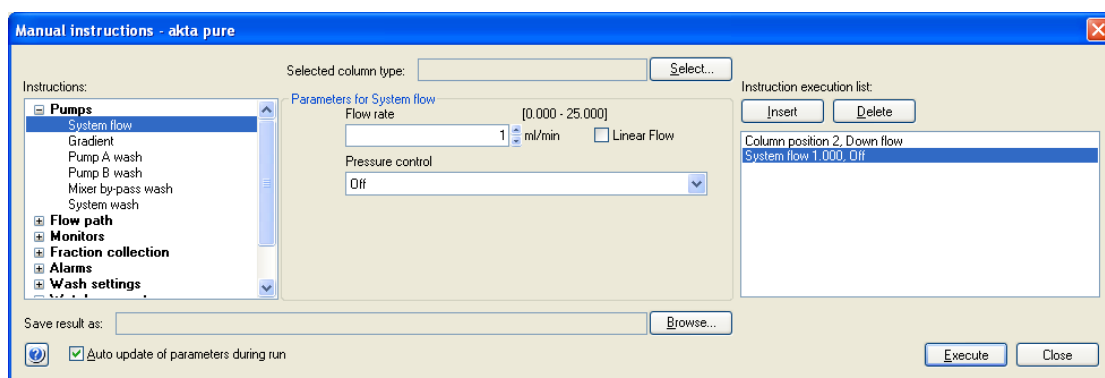 Manual instructions - akta pure
Selected column type:
Select...
Instructions:
Pumps
System flow
Gradient
Pump A wash
Pump B wash
Mixer by-pass wash
System wash
Flow path
Monitors
Fraction collection
Alarms
Wash settings
Parameters for System flow
Flow rate [0.000 - 25.000]
1 ml/min Linear Flow
Pressure control
Off
Instruction execution list:
Insert Delete
Column position 2, Down flow
System flow 1.000, Off
Save result as:
Browse...
? Auto update of parameters during run
Execute Close